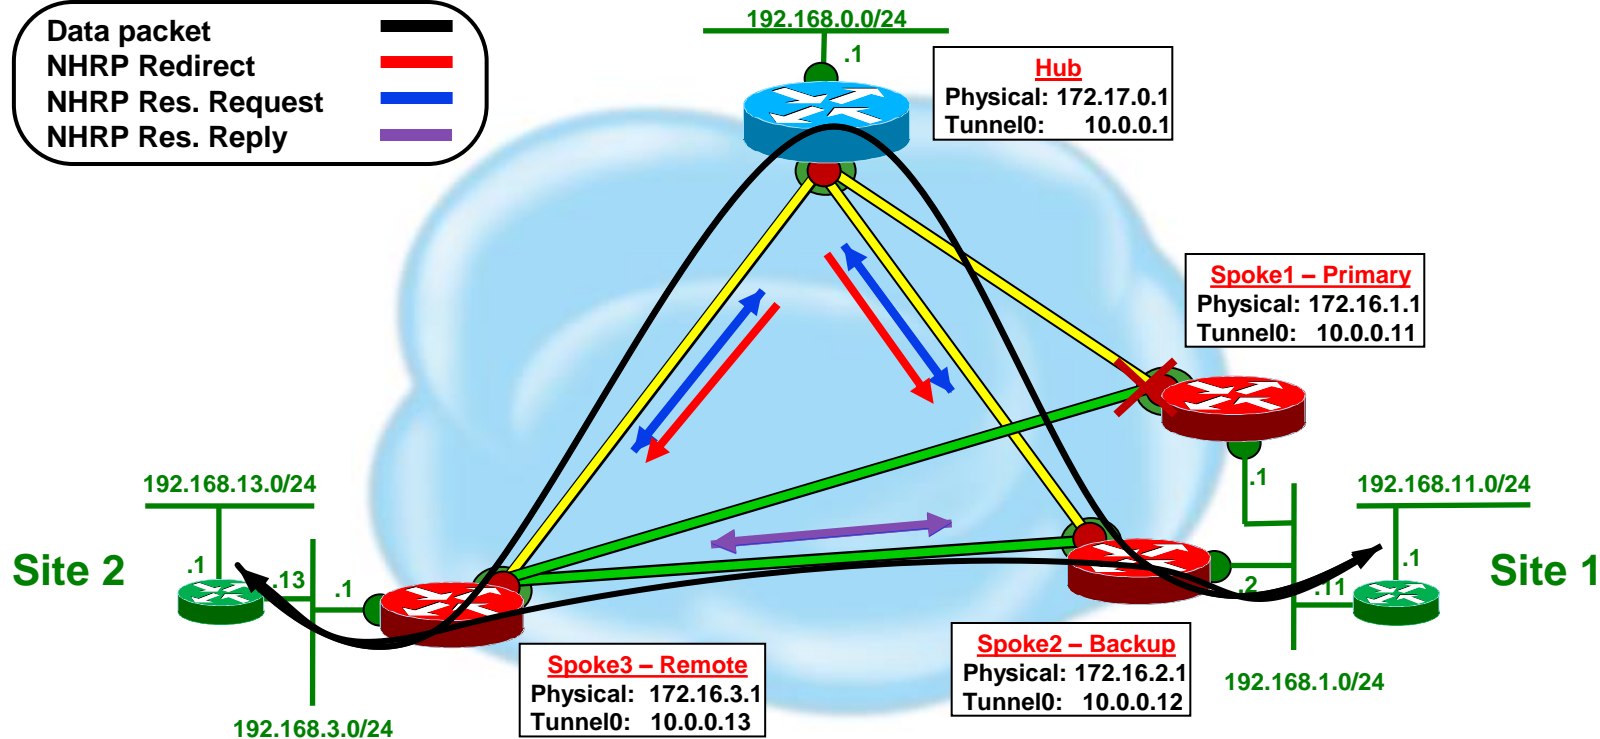 Data packet
NHRP Redirect
NHRP Res. Request
NHRP Res. Reply
192.168.0.0/24
.1
Hub
Physical: 172.17.0.1
Tunnel0: 10.0.0.1
Spoke1 – Primary
Physical: 172.16.1.1
Tunnel0: 10.0.0.11
192.168.13.0/24
.1
.13
.1
Site 2
192.168.3.0/24
Spoke3 – Remote
Physical: 172.16.3.1
Tunnel0: 10.0.0.13
Spoke2 – Backup
Physical: 172.16.2.1
Tunnel0: 10.0.0.12
.1
.2
192.168.11.0/24
.1
.11
Site 1
192.168.1.0/24